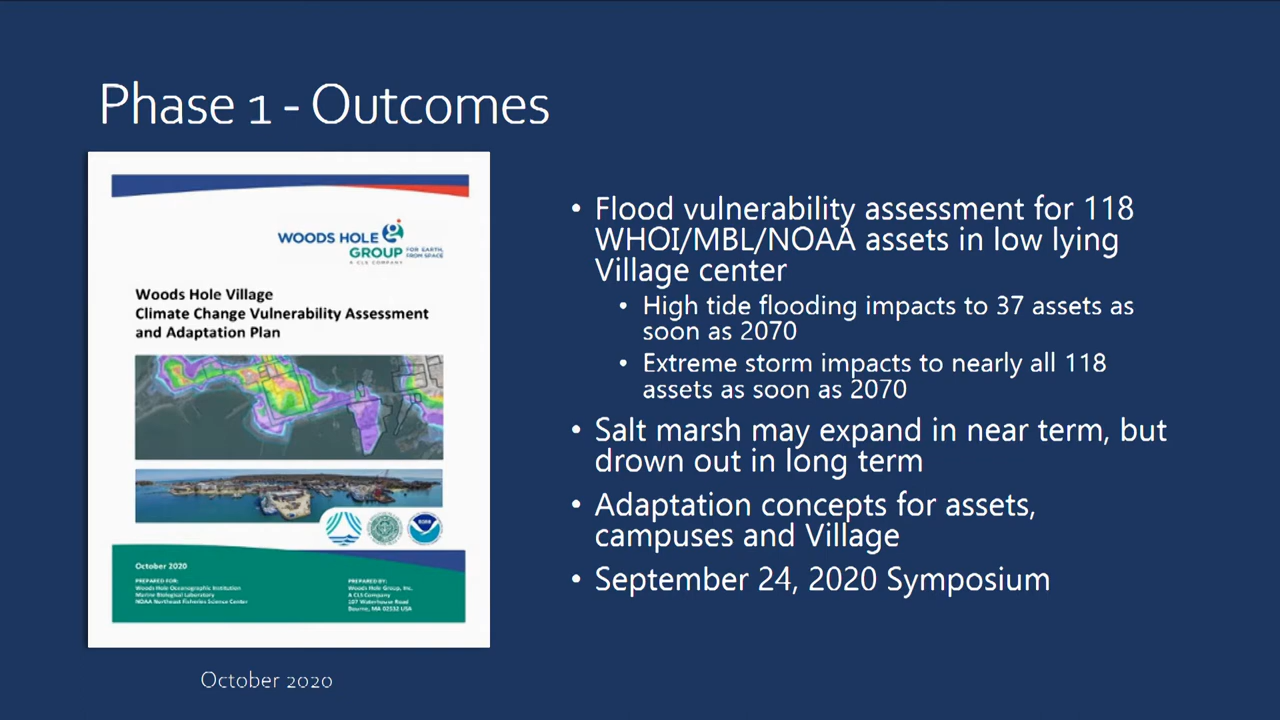 Phase 1 - Outcomes
WOODS HOLE
GROUP
FOR EARTH,
FROM SPACE
A CLS COMPANY
Woods Hole Village
Climate Change Vulnerability Assessment
and Adaptation Plan
October 2020
PREPARED FOR:
Woods Hole Oceanographic Institution
Marine Biological Laboratory
NOAA Northeast Fisheries Science Center
PREPARED BY:
Woods Hole Group, Inc.
A CLS Company
107 Waterhouse Road
Bourne, MA 02532 USA
October 2020
• Flood vulnerability assessment for 118
WHOI/MBL/NOAA assets in low lying
Village center
• High tide flooding impacts to 37 assets as
soon as 2070
• Extreme storm impacts to nearly all 118
assets as soon as 2070
• Salt marsh may expand in near term, but
drown out in long term
• Adaptation concepts for assets,
campuses and Village
• September 24, 2020 Symposium